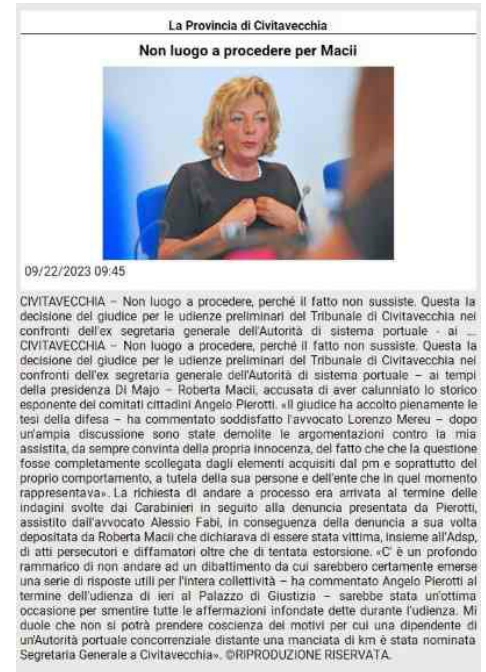 La Provincia di Civitavecchia
Non luogo a procedere per Macii
09/22/2023 09:45
CIVITAVECCHIA – Non luogo a procedere, perché il fatto non sussiste. Questa la
decisione del giudice per le udienze preliminari del Tribunale di Civitavecchia nei
confronti dell'ex segretaria generale dell'Autorità di sistema portuale - ai ...
CIVITAVECCHIA – Non luogo a procedere, perché il fatto non sussiste. Questa la
decisione del giudice per le udienze preliminari del Tribunale di Civitavecchia nei
confronti dell'ex segretaria generale dell'Autorità di sistema portuale – ai tempi
della presidenza Di Majo – Roberta Macii, accusata di aver calunniato lo storico
esponente dei comitati cittadini Angelo Pierotti. «Il giudice ha accolto pienamente le
tesi della difesa – ha commentato soddisfatto l'avvocato Lorenzo Mereu – dopo
un'ampia discussione sono state demolite le argomentazioni contro la mia
assistita, da sempre convinta della propria innocenza, del fatto che che la questione
fosse completamente scollegata dagli elementi acquisiti dal pm e soprattutto del
proprio comportamento, a tutela della sua persona e dell'ente che in quel momento
rappresentava». La richiesta di andare a processo era arrivata al termine delle
indagini svolte dai Carabinieri in seguito alla denuncia presentata da Pierotti,
assistito dall'avvocato Alessio Fabi, in conseguenza della denuncia a sua volta
depositata da Roberta Macii che dichiarava di essere stata vittima, insieme all'Adsp,
di atti persecutori e diffamatori oltre che di tentata estorsione. «C' è un profondo
rammarico di non andare ad un dibattimento da cui sarebbero certamente emerse
una serie di risposte utili per l'intera collettività – ha commentato Angelo Pierotti al
termine dell'udienza di ieri al Palazzo di Giustizia – sarebbe stata un'ottima
occasione per smentire tutte le affermazioni infondate dette durante l'udienza. Mi
duole che non si potrà prendere coscienza dei motivi per cui una dipendente di
un'Autorità portuale concorrenziale distante una manciata di km è stata nominata
Segretaria Generale a Civitavecchia». ©RIPRODUZIONE RISERVATA.